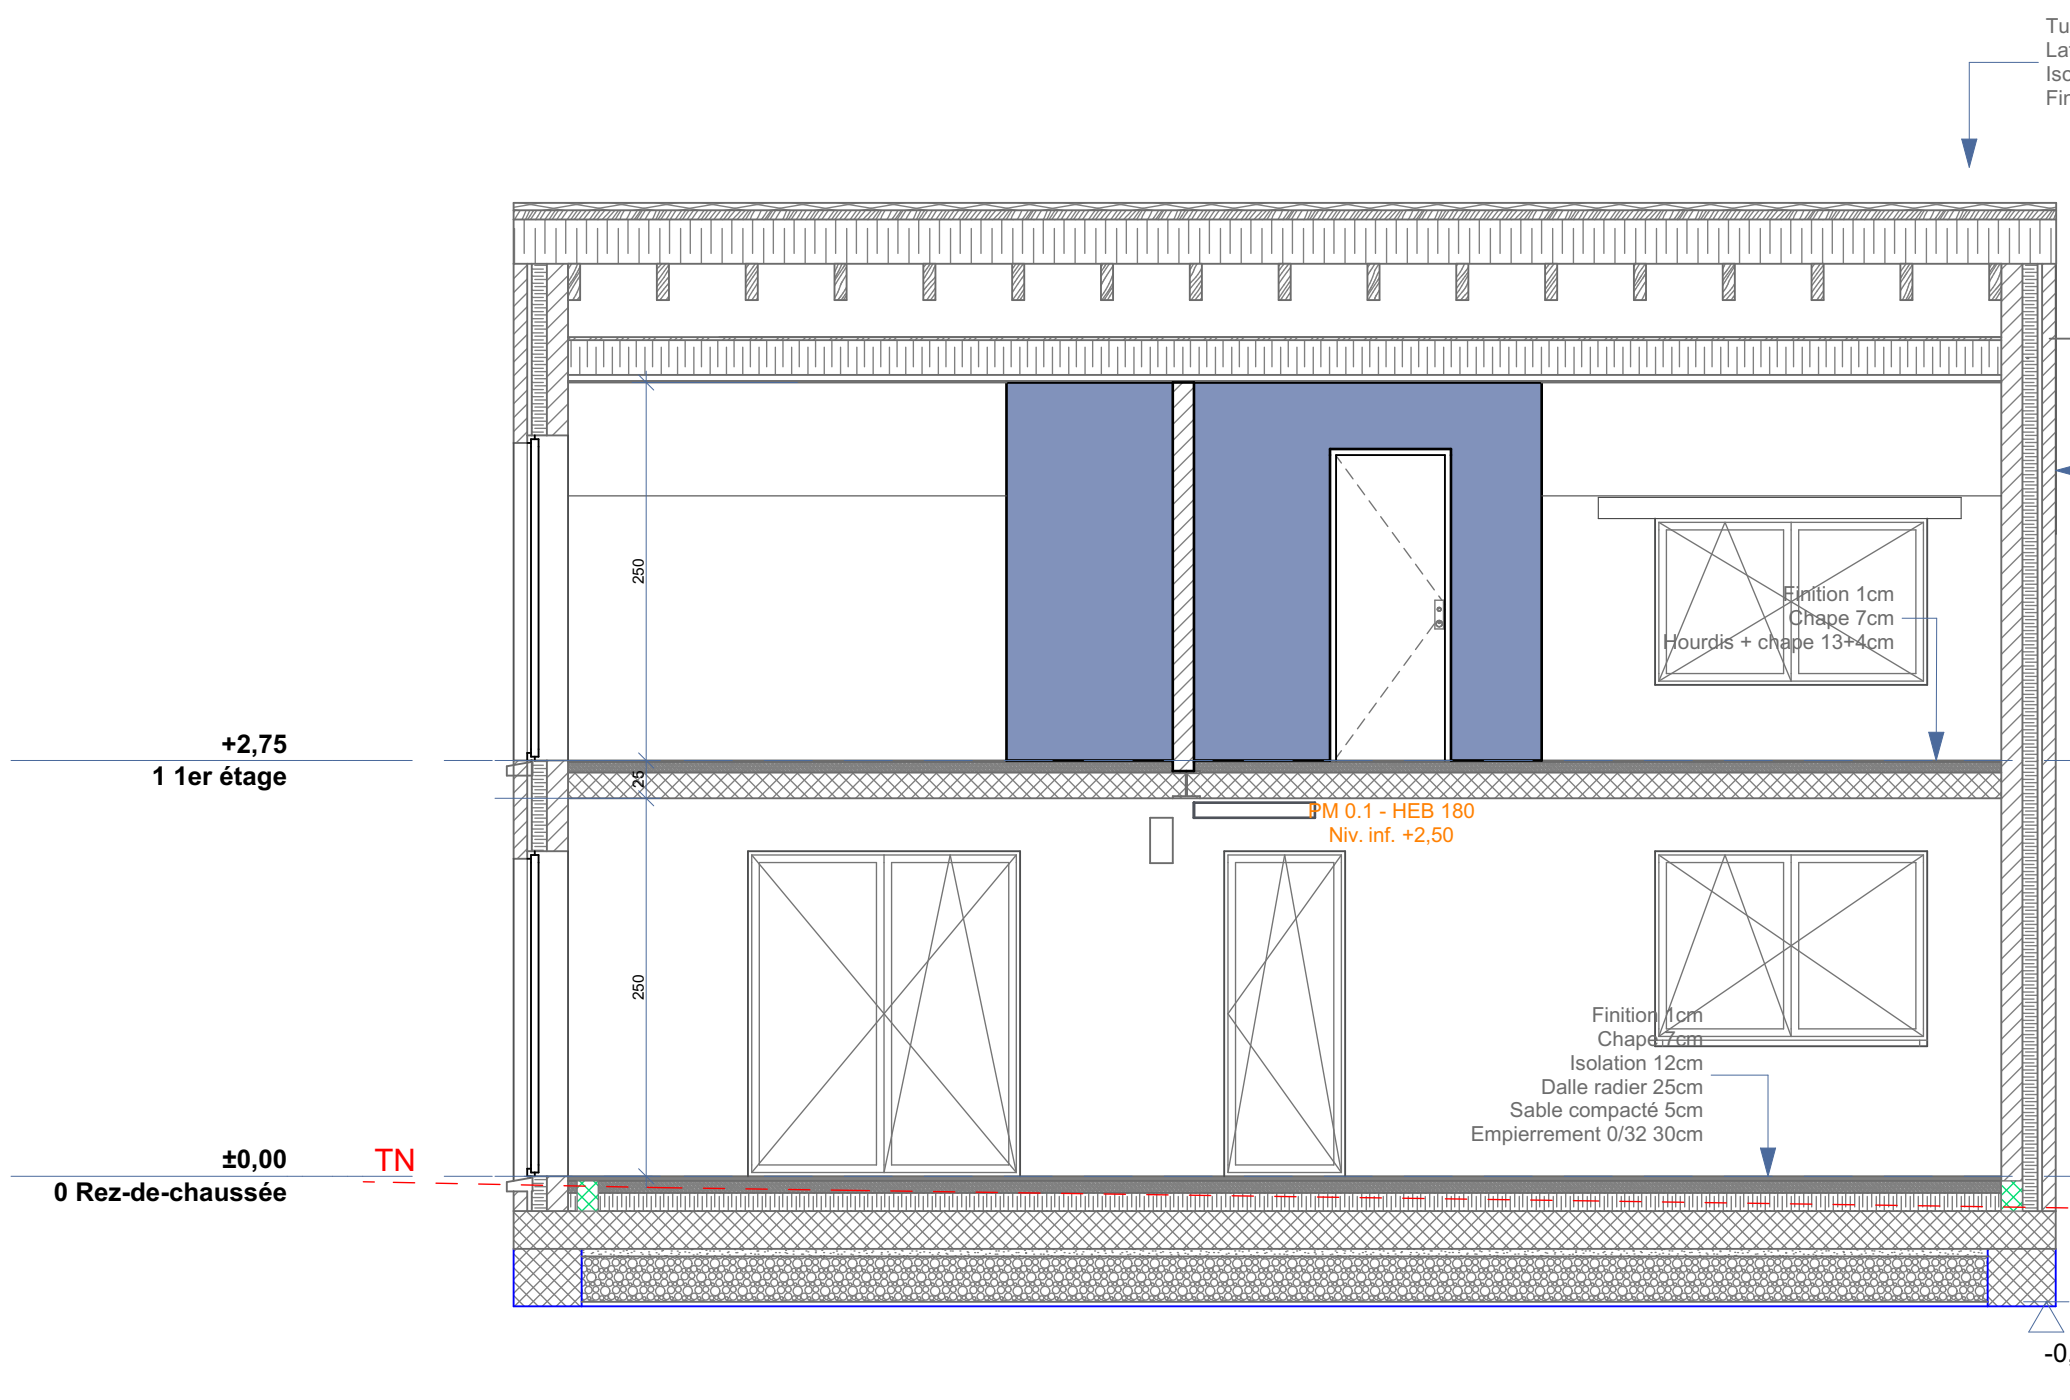 +2,75
1 1er étage
250
25
Finition 1cm
Chape 7cm
Hourdis + chape 13+4cm
PM 0.1 - HEB 180
Niv. inf. +2,50
250
Finition 1cm
Chape 7cm
Isolation 12cm
Dalle radier 25cm
Sable compacté 5cm
Empierrement 0/32 30cm
±0,00
0 Rez-de-chaussée
TN